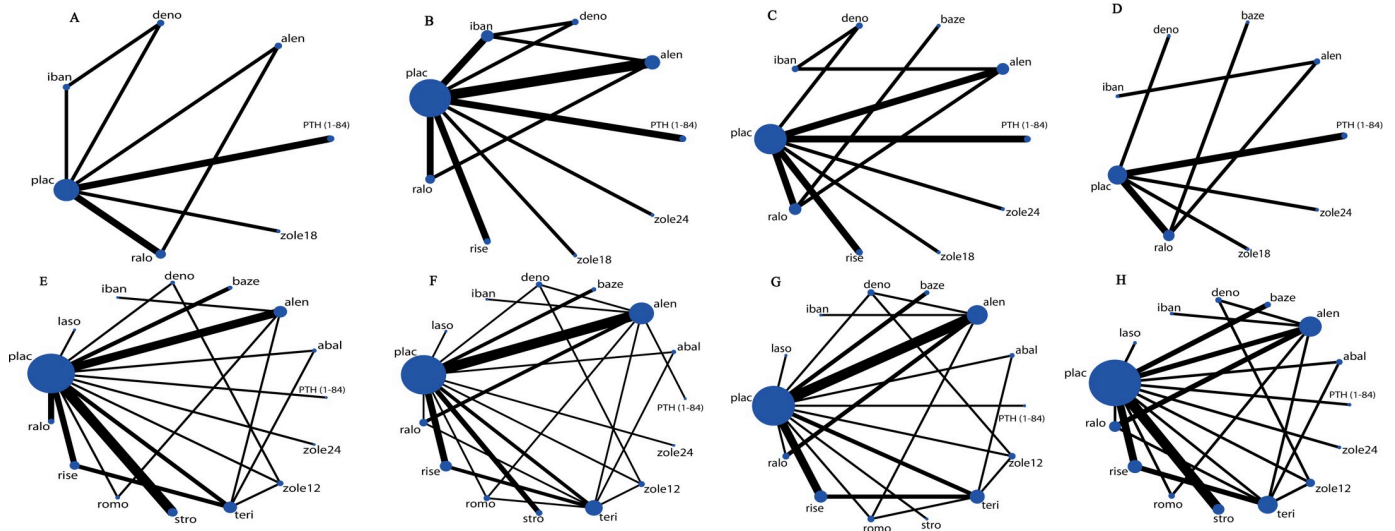 A
deno
alen
iban
PTH (1-84)
plac
zole18
ralo
B
iban
deno
alen
plac
PTH (1-84)
ralo
zole24
rise
zole18
C
deno
baze
alen
iban
plac
PTH (1-84)
zole24
ralo
rise
zole18
D
baze
deno
alen
iban
PTH (1-84)
plac
zole24
ralo
zole18
E
deno
baze
iban
alen
laso
abal
plac
PTH (1-84)
ralo
zole24
rise
zole12
romo
teri
stro
F
deno
baze
iban
alen
laso
abal
plac
PTH (1-84)
ralo
zole24
rise
zole12
romo
teri
stro
G
deno
baze
iban
alen
laso
abal
plac
PTH (1-84)
ralo
zole12
rise
teri
romo
stro
H
deno
baze
iban
alen
laso
abal
plac
PTH (1-84)
ralo
zole24
rise
zole12
romo
teri
stro